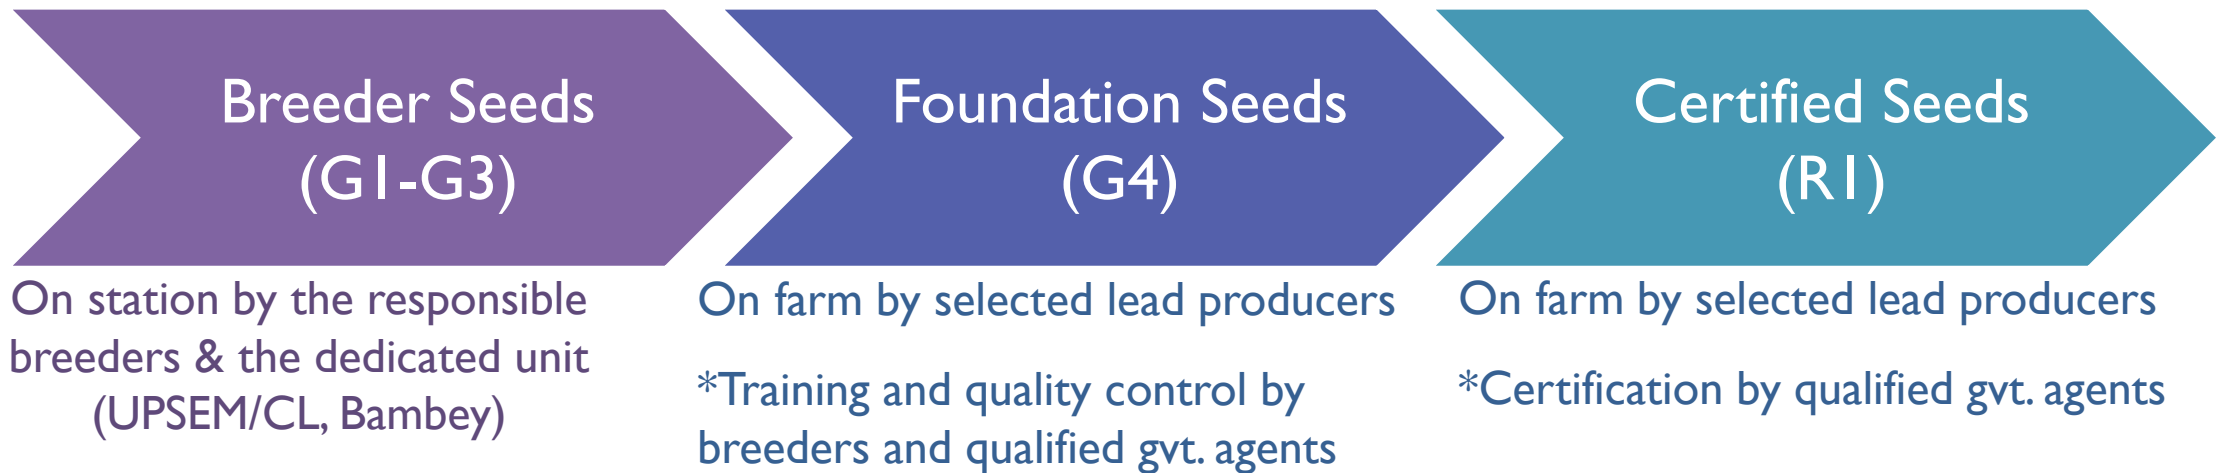 Breeder Seeds
(G1-G3)
On station by the responsible
breeders & the dedicated unit
(UPSEM/CL, Bambey)
Foundation Seeds
(G4)
On farm by selected lead producers
*Training and quality control by
breeders and qualified gvt. agents
Certified Seeds
(R1)
On farm by selected lead producers
*Certification by qualified gvt. agents